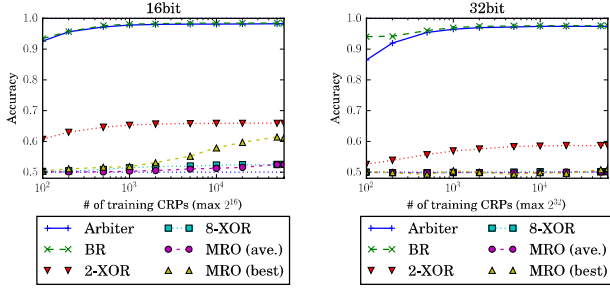 16bit
1.0
0.9
0.8
0.7
0.6
0.5
Accuracy
10^2 10^3 10^4
# of training CRPs (max 2^16)
Arbiter
BR
2-XOR
8-XOR
MRO (ave.)
MRO (best)
32bit
1.0
0.9
0.8
0.7
0.6
0.5
Accuracy
10^2 10^3 10^4
# of training CRPs (max 2^32)
Arbiter
BR
2-XOR
8-XOR
MRO (ave.)
MRO (best)